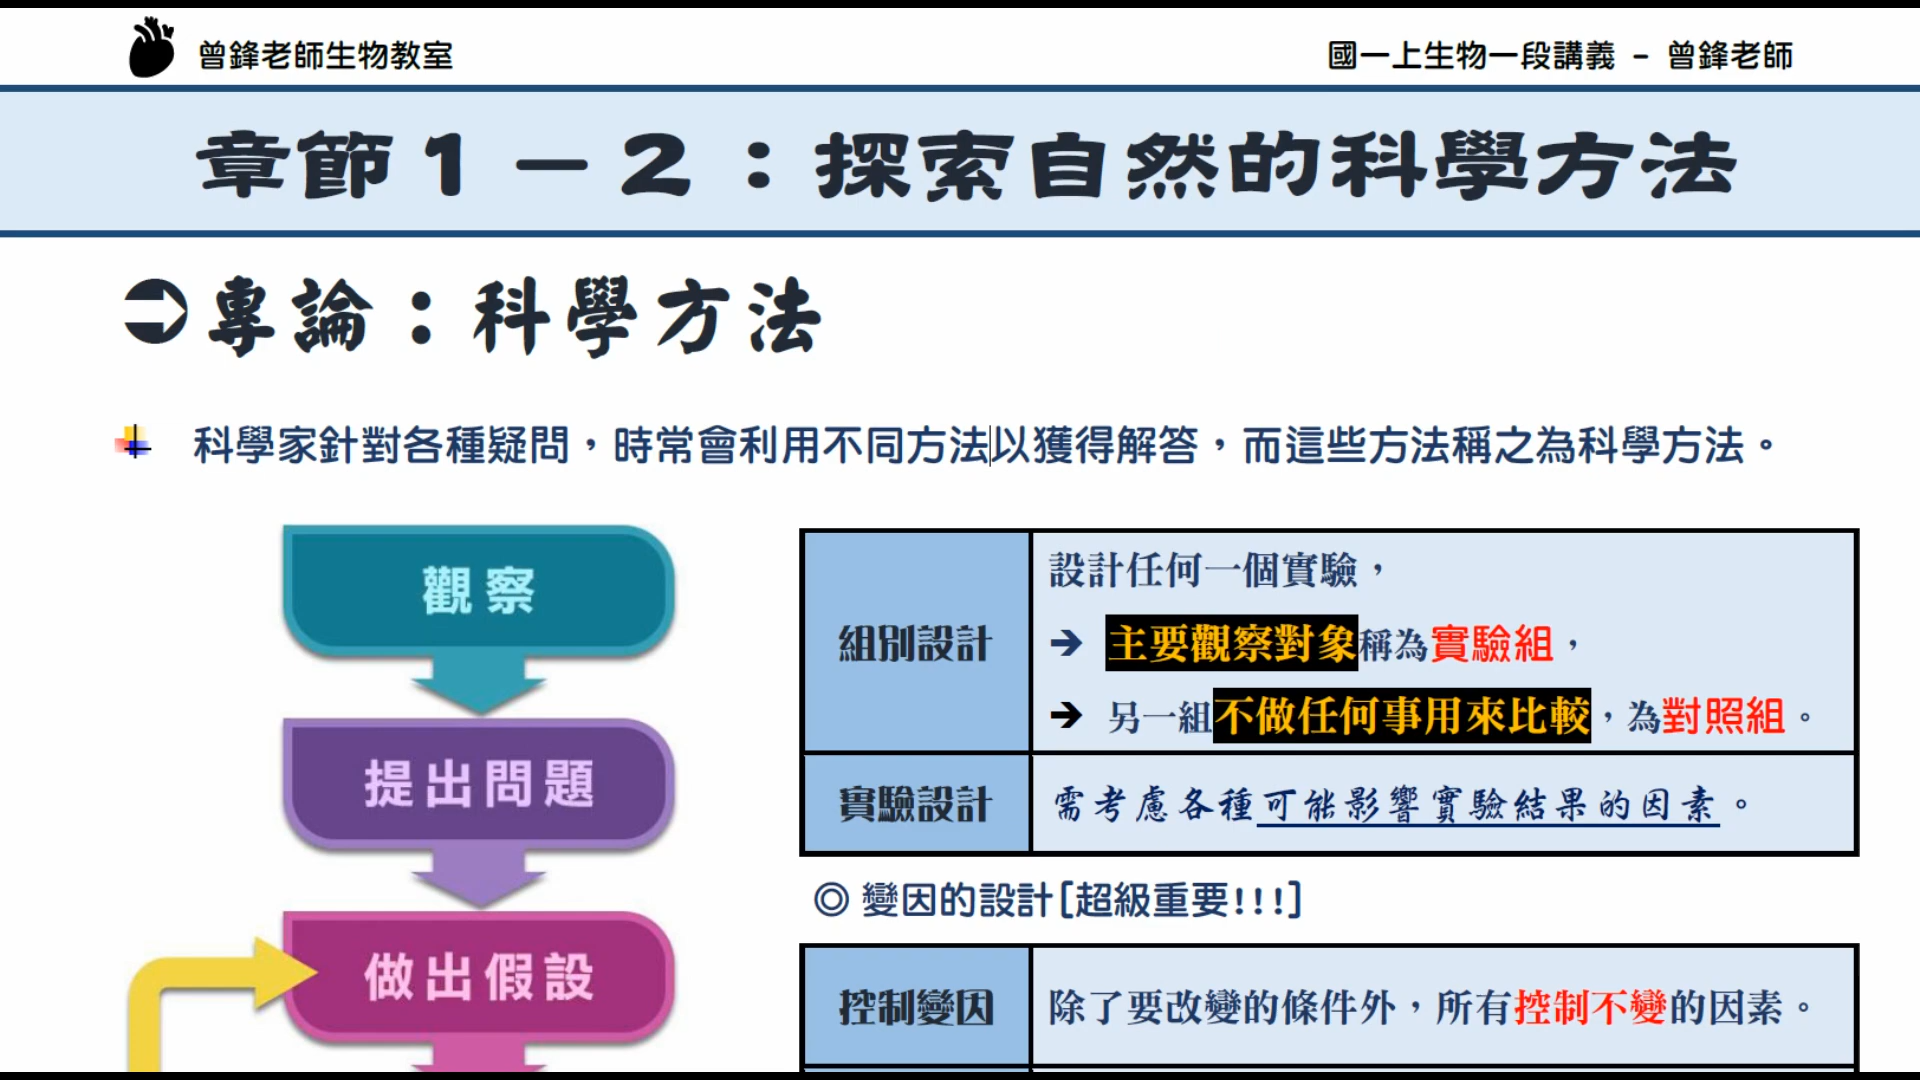 曾鋒老師生物教室
國一上生物一段講義 - 曾鋒老師
章節1-2：探索自然的科學方法
專論：科學方法
科學家針對各種疑問，時常會利用不同方法以獲得解答，而這些方法稱之為科學方法。
觀察
提出問題
做出假設
組別設計
設計任何一個實驗，
➔ 主要觀察對象稱為實驗組，
➔ 另一組不做任何事用來比較，為對照組。
實驗設計
需考慮各種可能影響實驗結果的因素。
◎ 變因的設計[超級重要!!!]
控制變因
除了要改變的條件外，所有控制不變的因素。